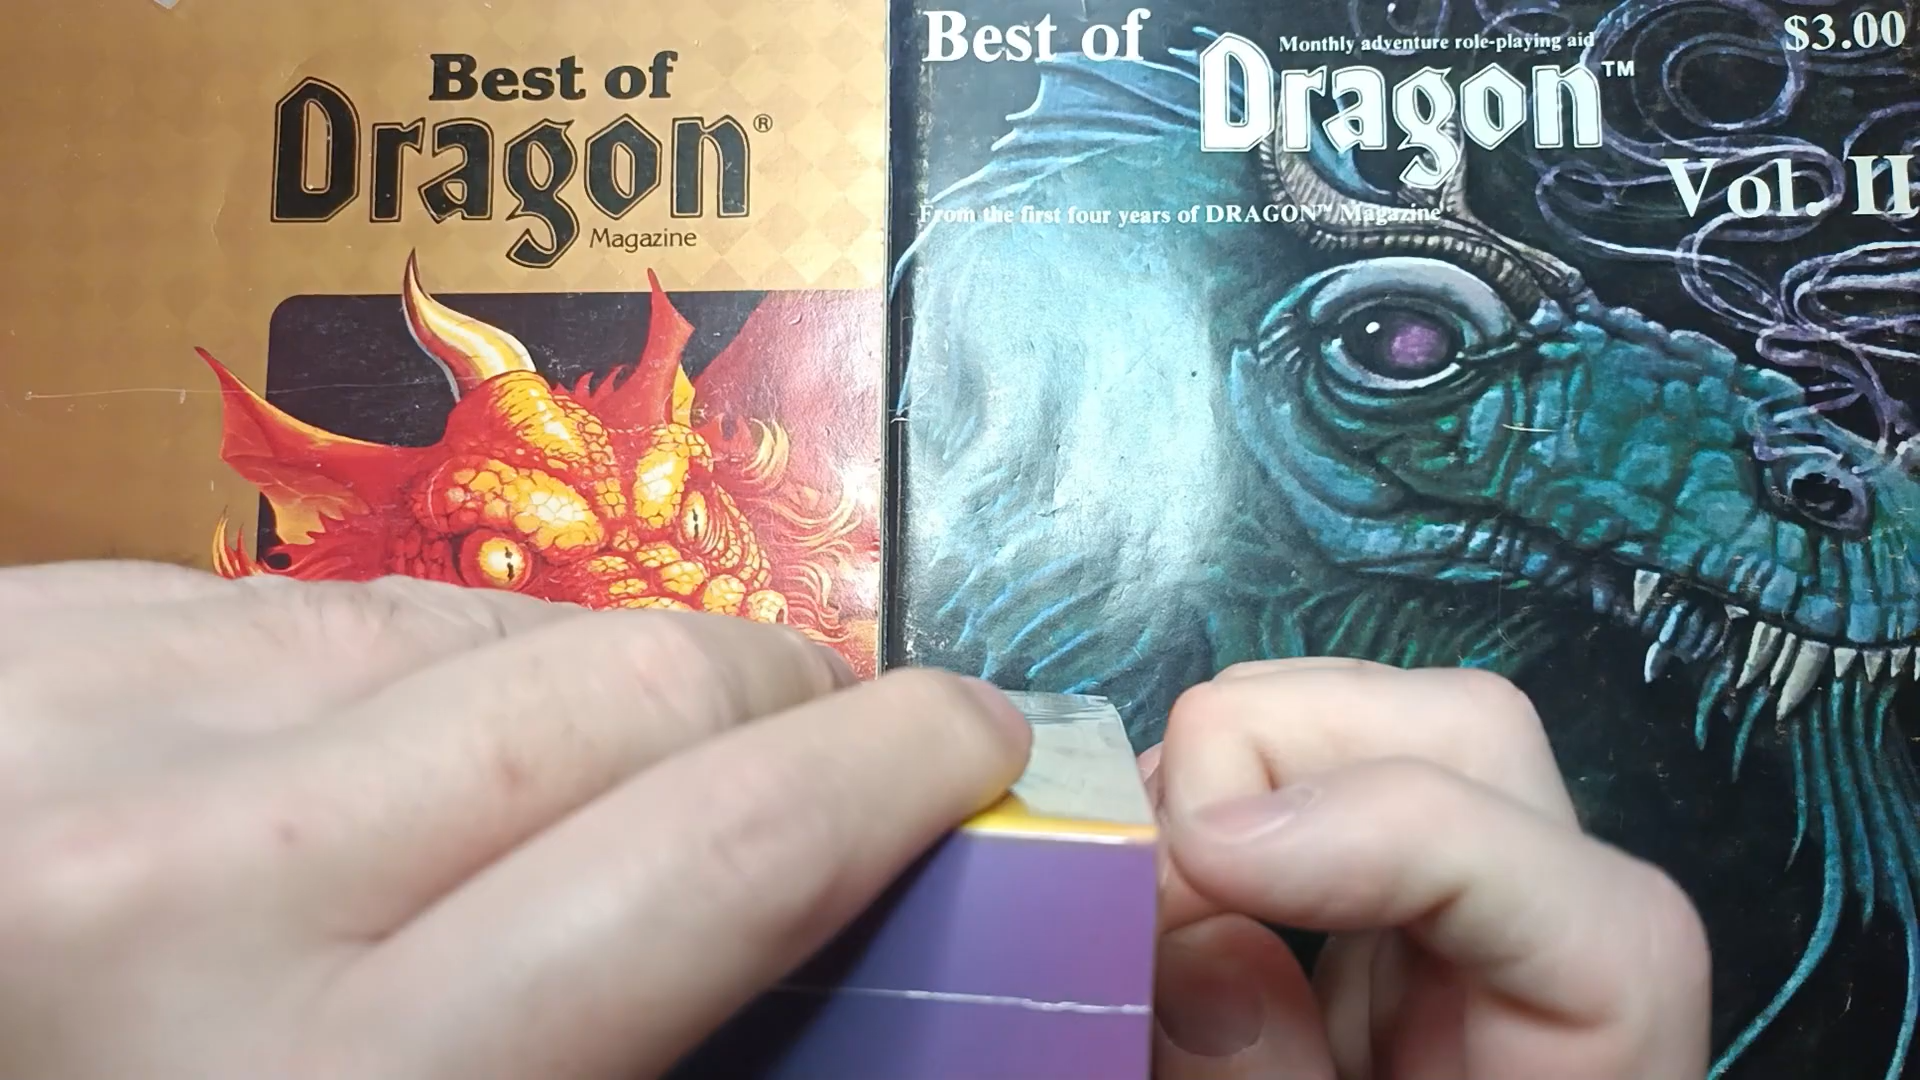 Best of
Dragon®
Magazine
Best of
Monthly adventure role-playing aid
Dragon™
$3.00
Vol. II
From the first four years of DRAGON™ Magazine